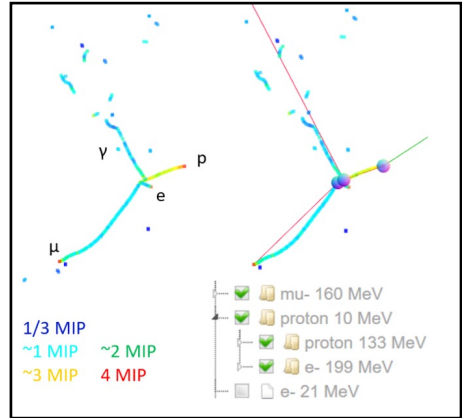 γ
p
e
μ
1/3 MIP
~1 MIP ~2 MIP
~3 MIP 4 MIP
mu- 160 MeV
proton 10 MeV
proton 133 MeV
e- 199 MeV
e- 21 MeV